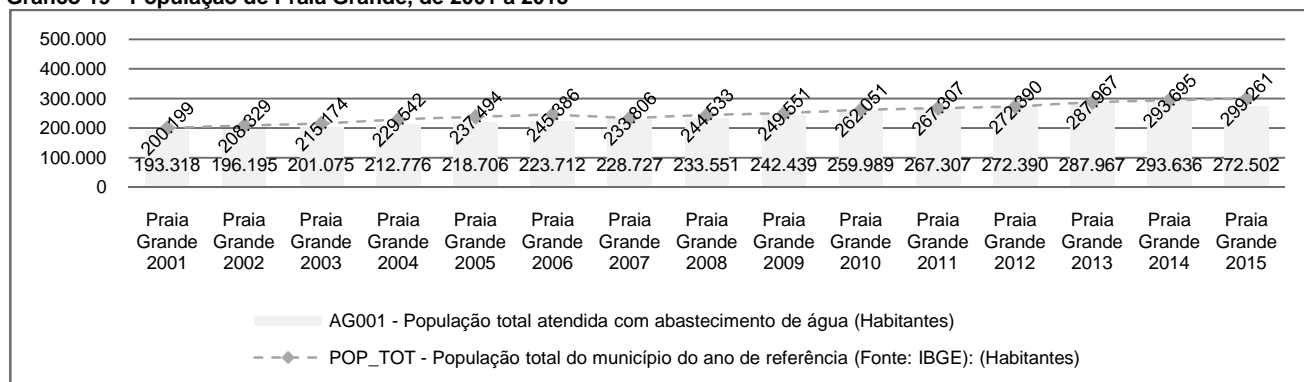 Gráfico 19 - População de Praia Grande, de 2001 a 2015
500.000
400.000
300.000
200.000
100.000
0
200.199 208.329 215.174 229.542 237.494 245.386 233.806 244.533 249.551 262.051 267.307 272.390 287.967 293.695 299.261
193.318 196.195 201.075 212.776 218.706 223.712 228.727 233.551 242.439 259.989 267.307 272.390 287.967 293.636 272.502
Praia Praia Praia Praia Praia Praia Praia Praia Praia Praia Praia Praia Praia Praia Praia
Grande Grande Grande Grande Grande Grande Grande Grande Grande Grande Grande Grande Grande Grande Grande
2001 2002 2003 2004 2005 2006 2007 2008 2009 2010 2011 2012 2013 2014 2015
AG001 - População total atendida com abastecimento de água (Habitantes)
POP_TOT - População total do município do ano de referência (Fonte: IBGE): (Habitantes)